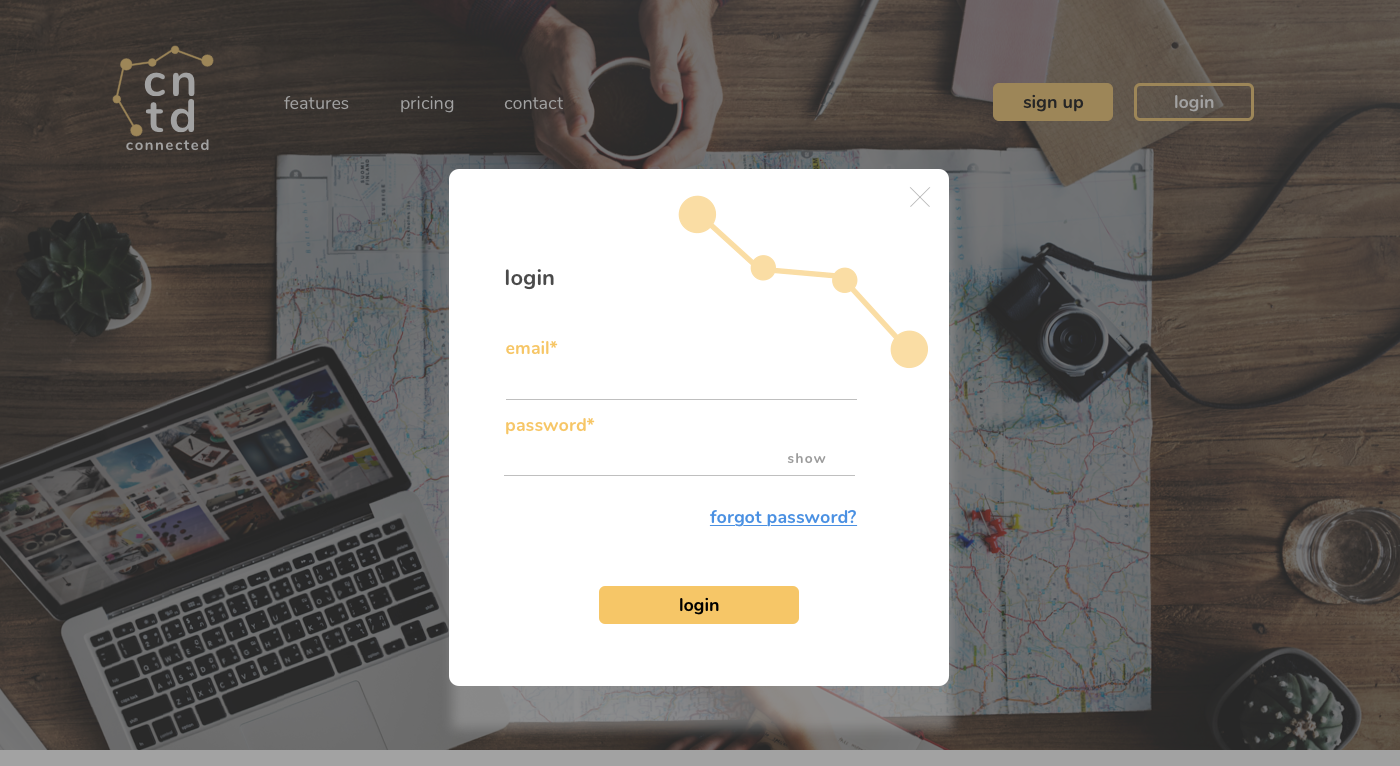 cn
td
connected
features
pricing
contact
sign up
login
login
email*
password*
show
forgot password?
login